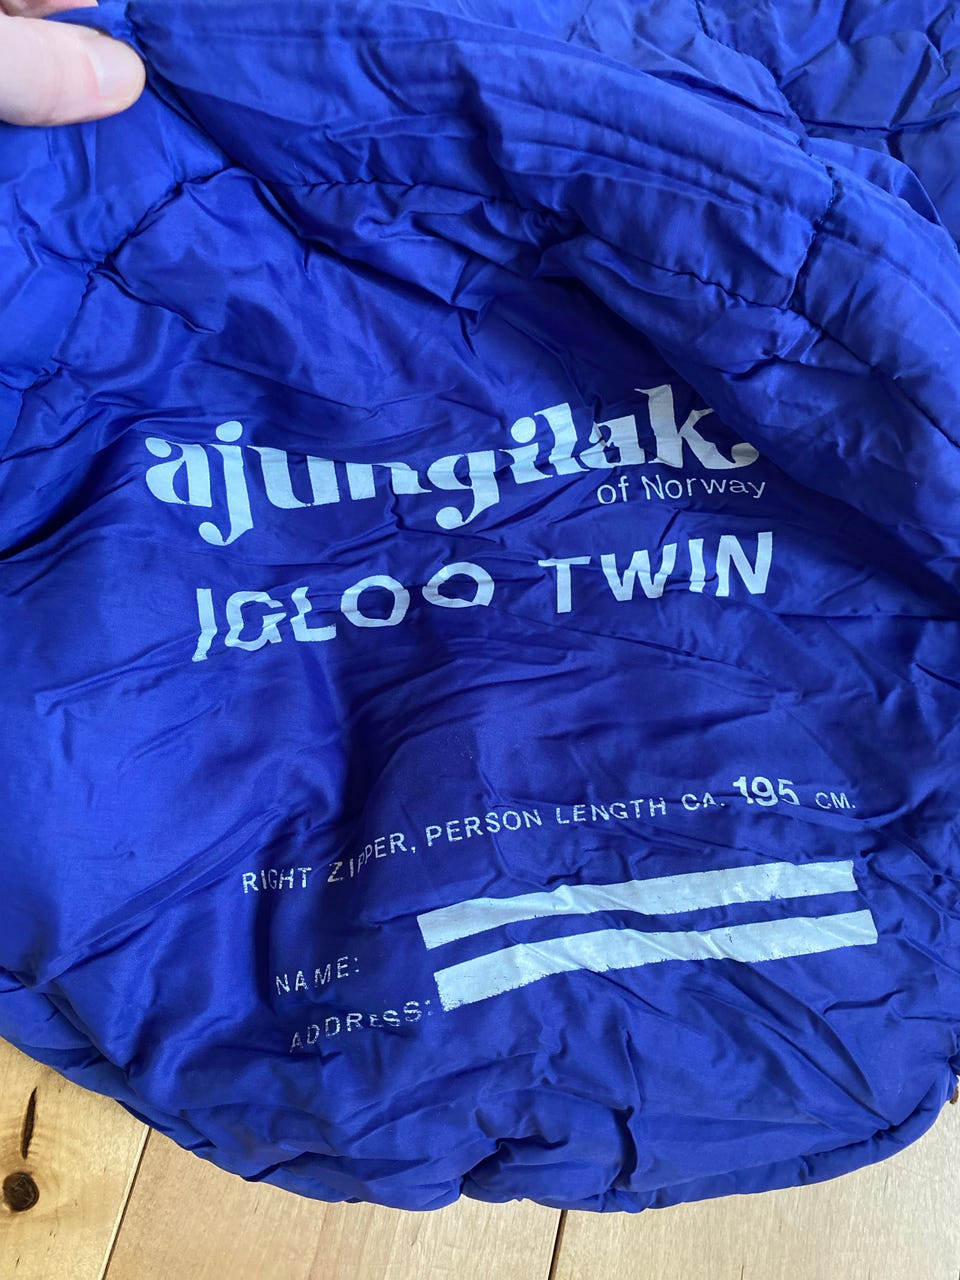 ajungilak
of Norway
IGLOO TWIN
RIGHT ZIPPER, PERSON LENGTH CA. 195 CM.
NAME:
ADDRESS: